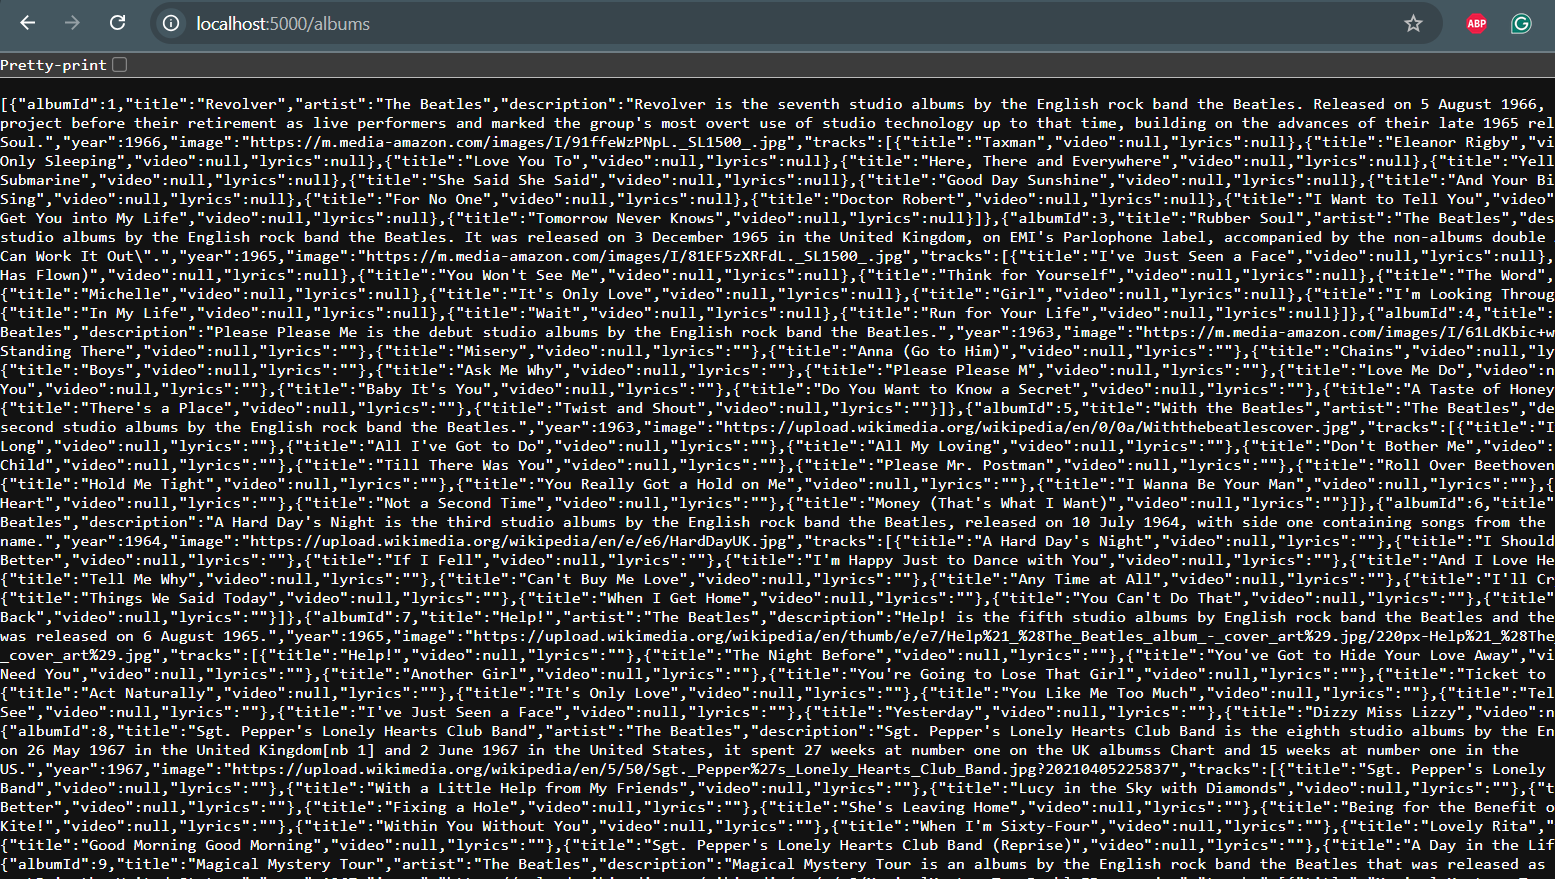 localhost:5000/albums
ABP
Pretty-print
[{"albumId":1,"title":"Revolver","artist":"The Beatles","description":"Revolver is the seventh studio albums by the English rock band the Beatles. Released on 5 August 1966,
project before their retirement as live performers and marked the group's most overt use of studio technology up to that time, building on the advances of their late 1965 rel
Soul.","year":1966,"image":"https://m.media-amazon.com/images/I/91ffeWzPNpL._SL1500_.jpg","tracks":[{"title":"Taxman","video":null,"lyrics":null},{"title":"Eleanor Rigby","vi
Only Sleeping","video":null,"lyrics":null},{"title":"Love You To","video":null,"lyrics":null},{"title":"Here, There and Everywhere","video":null,"lyrics":null},{"title":"Yell
Submarine","video":null,"lyrics":null},{"title":"She Said She Said","video":null,"lyrics":null},{"title":"Good Day Sunshine","video":null,"lyrics":null},{"title":"And Your Bi
Sing","video":null,"lyrics":null},{"title":"For No One","video":null,"lyrics":null},{"title":"Doctor Robert","video":null,"lyrics":null},{"title":"I Want to Tell You","video"
Get You into My Life","video":null,"lyrics":null},{"title":"Tomorrow Never Knows","video":null,"lyrics":null}]},{"albumId":3,"title":"Rubber Soul","artist":"The Beatles","des
studio albums by the English rock band the Beatles. It was released on 3 December 1965 in the United Kingdom, on EMI's Parlophone label, accompanied by the non-albums double
Can Work It Out\".","year":1965,"image":"https://m.media-amazon.com/images/I/81EF5zXRFdL._SL1500_.jpg","tracks":[{"title":"I've Just Seen a Face","video":null,"lyrics":null},
Has Flown)","video":null,"lyrics":null},{"title":"You Won't See Me","video":null,"lyrics":null},{"title":"Think for Yourself","video":null,"lyrics":null},{"title":"The Word",
{"title":"Michelle","video":null,"lyrics":null},{"title":"It's Only Love","video":null,"lyrics":null},{"title":"Girl","video":null,"lyrics":null},{"title":"I'm Looking Throug
{"title":"In My Life","video":null,"lyrics":null},{"title":"Wait","video":null,"lyrics":null},{"title":"Run for Your Life","video":null,"lyrics":null}]},{"albumId":4,"title":
Beatles","description":"Please Please Me is the debut studio albums by the English rock band the Beatles.","year":1963,"image":"https://m.media-amazon.com/images/I/61LdKbic+w
Standing There","video":null,"lyrics":""},{"title":"Misery","video":null,"lyrics":""},{"title":"Anna (Go to Him)","video":null,"lyrics":""},{"title":"Chains","video":null,"ly
{"title":"Boys","video":null,"lyrics":""},{"title":"Ask Me Why","video":null,"lyrics":""},{"title":"Please Please M","video":null,"lyrics":""},{"title":"Love Me Do","video":n
You","video":null,"lyrics":""},{"title":"Baby It's You","video":null,"lyrics":""},{"title":"Do You Want to Know a Secret","video":null,"lyrics":""},{"title":"A Taste of Honey
{"title":"There's a Place","video":null,"lyrics":""},{"title":"Twist and Shout","video":null,"lyrics":""}]},{"albumId":5,"title":"With the Beatles","artist":"The Beatles","de
second studio albums by the English rock band the Beatles.","year":1963,"image":"https://upload.wikimedia.org/wikipedia/en/0/0a/Withthebeatlescover.jpg","tracks":[{"title":"I
Long","video":null,"lyrics":""},{"title":"All I've Got to Do","video":null,"lyrics":""},{"title":"All My Loving","video":null,"lyrics":""},{"title":"Don't Bother Me","video":
Child","video":null,"lyrics":""},{"title":"Till There Was You","video":null,"lyrics":""},{"title":"Please Mr. Postman","video":null,"lyrics":""},{"title":"Roll Over Beethoven
{"title":"Hold Me Tight","video":null,"lyrics":""},{"title":"You Really Got a Hold on Me","video":null,"lyrics":""},{"title":"I Wanna Be Your Man","video":null,"lyrics":""},{
Heart","video":null,"lyrics":""},{"title":"Not a Second Time","video":null,"lyrics":""},{"title":"Money (That's What I Want)","video":null,"lyrics":""}]},{"albumId":6,"title"
Beatles","description":"A Hard Day's Night is the third studio albums by the English rock band the Beatles, released on 10 July 1964, with side one containing songs from the
name.","year":1964,"image":"https://upload.wikimedia.org/wikipedia/en/e/e6/HardDayUK.jpg","tracks":[{"title":"A Hard Day's Night","video":null,"lyrics":""},{"title":"I Should
Better","video":null,"lyrics":""},{"title":"If I Fell","video":null,"lyrics":""},{"title":"I'm Happy Just to Dance with You","video":null,"lyrics":""},{"title":"And I Love He
{"title":"Tell Me Why","video":null,"lyrics":""},{"title":"Can't Buy Me Love","video":null,"lyrics":""},{"title":"Any Time at All","video":null,"lyrics":""},{"title":"I'll Cr
{"title":"Things We Said Today","video":null,"lyrics":""},{"title":"When I Get Home","video":null,"lyrics":""},{"title":"You Can't Do That","video":null,"lyrics":""},{"title"
Back","video":null,"lyrics":""}]},{"albumId":7,"title":"Help!","artist":"The Beatles","description":"Help! is the fifth studio albums by English rock band the Beatles and the
was released on 6 August 1965.","year":1965,"image":"https://upload.wikimedia.org/wikipedia/en/thumb/e/e7/Help%21_%28The_Beatles_album_-_cover_art%29.jpg/220px-Help%21_%28The
_cover_art%29.jpg","tracks":[{"title":"Help!","video":null,"lyrics":""},{"title":"The Night Before","video":null,"lyrics":""},{"title":"You've Got to Hide Your Love Away","vi
Need You","video":null,"lyrics":""},{"title":"Another Girl","video":null,"lyrics":""},{"title":"You're Going to Lose That Girl","video":null,"lyrics":""},{"title":"Ticket to
{"title":"Act Naturally","video":null,"lyrics":""},{"title":"It's Only Love","video":null,"lyrics":""},{"title":"You Like Me Too Much","video":null,"lyrics":""},{"title":"Tel
See","video":null,"lyrics":""},{"title":"I've Just Seen a Face","video":null,"lyrics":""},{"title":"Yesterday","video":null,"lyrics":""},{"title":"Dizzy Miss Lizzy","video":n
{"albumId":8,"title":"Sgt. Pepper's Lonely Hearts Club Band","artist":"The Beatles","description":"Sgt. Pepper's Lonely Hearts Club Band is the eighth studio albums by the En
on 26 May 1967 in the United Kingdom[nb 1] and 2 June 1967 in the United States, it spent 27 weeks at number one on the UK albumss Chart and 15 weeks at number one in the
US.","year":1967,"image":"https://upload.wikimedia.org/wikipedia/en/5/50/Sgt._Pepper%27s_Lonely_Hearts_Club_Band.jpg?20210405225837","tracks":[{"title":"Sgt. Pepper's Lonely
Band","video":null,"lyrics":""},{"title":"With a Little Help from My Friends","video":null,"lyrics":""},{"title":"Lucy in the Sky with Diamonds","video":null,"lyrics":""},{"t
Better","video":null,"lyrics":""},{"title":"Fixing a Hole","video":null,"lyrics":""},{"title":"She's Leaving Home","video":null,"lyrics":""},{"title":"Being for the Benefit o
Kite!","video":null,"lyrics":""},{"title":"Within You Without You","video":null,"lyrics":""},{"title":"When I'm Sixty-Four","video":null,"lyrics":""},{"title":"Lovely Rita","
{"title":"Good Morning Good Morning","video":null,"lyrics":""},{"title":"Sgt. Pepper's Lonely Hearts Club Band (Reprise)","video":null,"lyrics":""},{"title":"A Day in the Lif
{"albumId":9,"title":"Magical Mystery Tour","artist":"The Beatles","description":"Magical Mystery Tour is an albums by the English rock band the Beatles that was released as